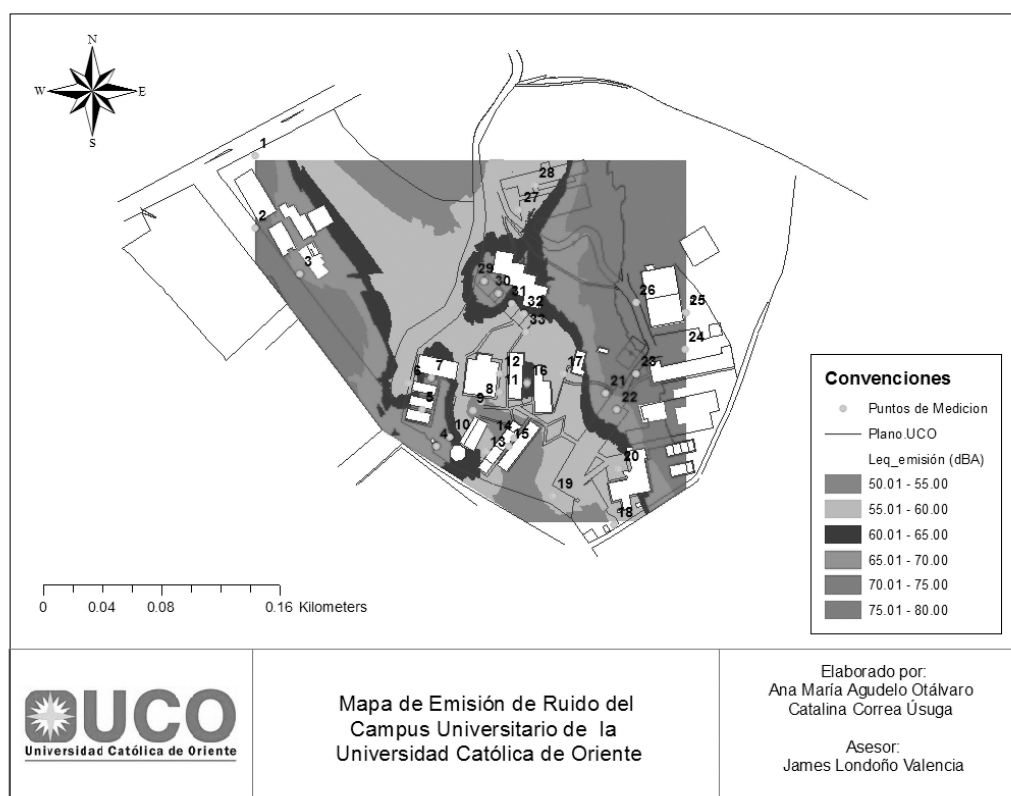 N
W
E
S
1
2
3
28
27
29
30
31
32
33
26
25
24
23
21
22
17
12
16
11
8
7
6
5
9
10
14
4
13
15
20
19
18
0
0.04
0.08
0.16 Kilometers
Convenciones
Puntos de Medicion
Plano.UCO
Leq_emisión (dBA)
50.01 - 55.00
55.01 - 60.00
60.01 - 65.00
65.01 - 70.00
70.01 - 75.00
75.01 - 80.00
UCO
Universidad Católica de Oriente
Mapa de Emisión de Ruido del
Campus Universitario de la
Universidad Católica de Oriente
Elaborado por:
Ana María Agudelo Otálvaro
Catalina Correa Úsuga
Asesor:
James Londoño Valencia